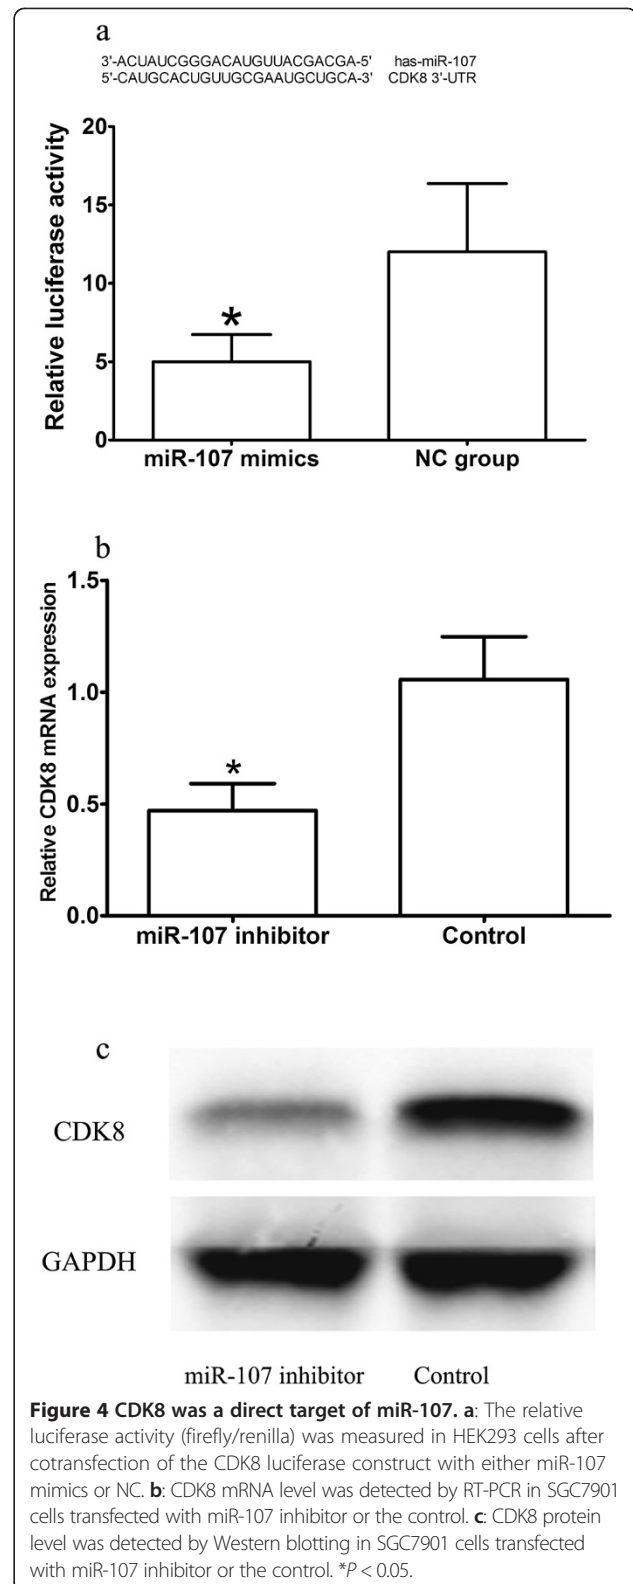 a
3'-ACUAUCGGGACAUGUUACGACGA-5' has-miR-107
5'-CAUGCACUGUUGCGAAUGCUGCA-3' CDK8 3'-UTR
Relative luciferase activity
20
15
10
5
0
*
miR-107 mimics NC group
b
Relative CDK8 mRNA expression
1.5
1.0
0.5
0.0
*
miR-107 inhibitor Control
c
CDK8
GAPDH
miR-107 inhibitor Control
Figure 4 CDK8 was a direct target of miR-107. a: The relative
luciferase activity (firefly/renilla) was measured in HEK293 cells after
cotransfection of the CDK8 luciferase construct with either miR-107
mimics or NC. b: CDK8 mRNA level was detected by RT-PCR in SGC7901
cells transfected with miR-107 inhibitor or the control. c: CDK8 protein
level was detected by Western blotting in SGC7901 cells transfected
with miR-107 inhibitor or the control. *P < 0.05.